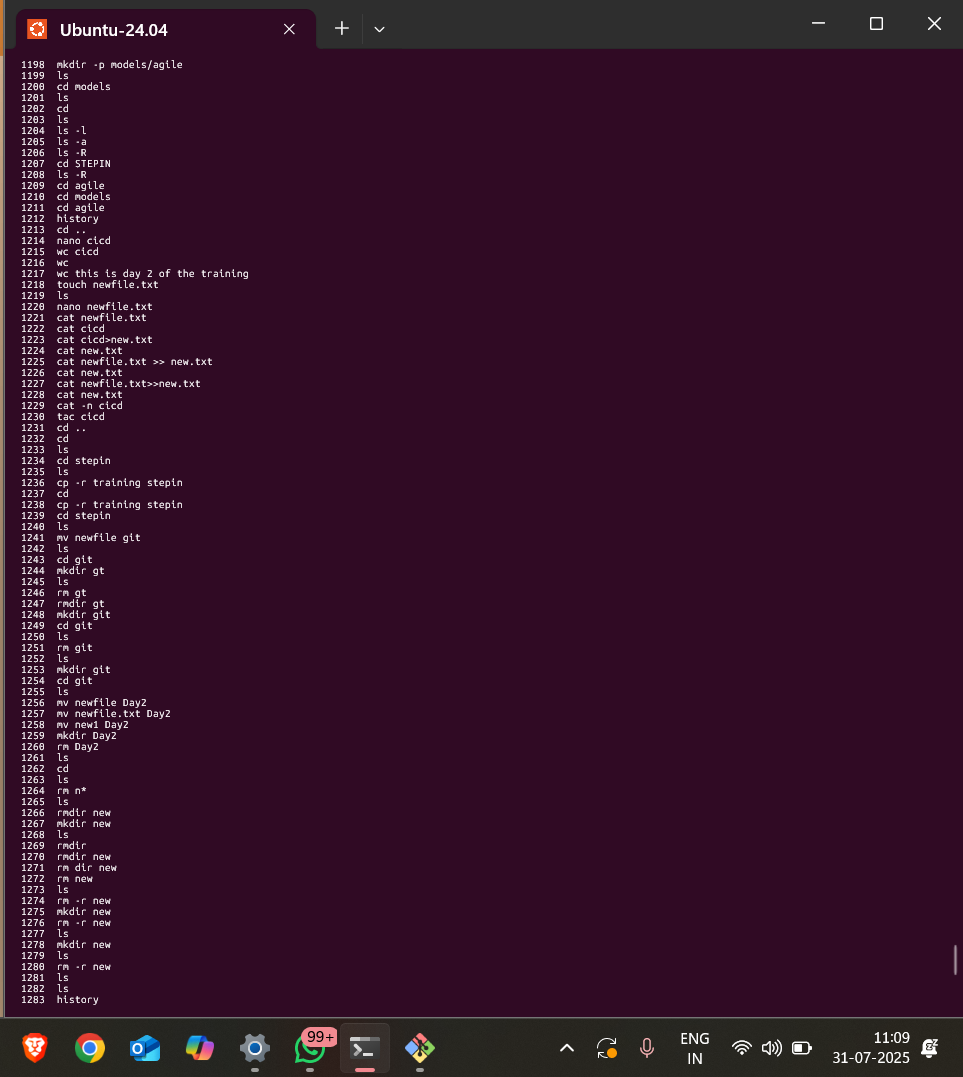 Ubuntu-24.04
1198 mkdir -p models/agile
1199 ls
1200 cd models
1201 ls
1202 cd
1203 ls
1204 ls -l
1205 ls -a
1206 ls -R
1207 cd STEPIN
1208 ls -R
1209 cd agile
1210 cd models
1211 cd agile
1212 history
1213 cd ..
1214 nano cicd
1215 wc cicd
1216 wc
1217 wc this is day 2 of the training
1218 touch newfile.txt
1219 ls
1220 nano newfile.txt
1221 cat newfile.txt
1222 cat cicd
1223 cat cicd>new.txt
1224 cat new.txt
1225 cat newfile.txt >> new.txt
1226 cat new.txt
1227 cat newfile.txt>>new.txt
1228 cat new.txt
1229 cat -n cicd
1230 tac cicd
1231 cd ..
1232 cd
1233 ls
1234 cd stepin
1235 ls
1236 cp -r training stepin
1237 cd
1238 cp -r training stepin
1239 cd stepin
1240 ls
1241 mv newfile git
1242 ls
1243 cd git
1244 mkdir gt
1245 ls
1246 rm gt
1247 rmdir gt
1248 mkdir git
1249 cd git
1250 ls
1251 rm git
1252 ls
1253 mkdir git
1254 cd git
1255 ls
1256 mv newfile Day2
1257 mv newfile.txt Day2
1258 mv new1 Day2
1259 mkdir Day2
1260 rm Day2
1261 ls
1262 cd
1263 ls
1264 rm n*
1265 ls
1266 rmdir new
1267 mkdir new
1268 ls
1269 rmdir
1270 rmdir new
1271 rm dir new
1272 rm new
1273 ls
1274 rm -r new
1275 mkdir new
1276 rm -r new
1277 ls
1278 mkdir new
1279 ls
1280 rm -r new
1281 ls
1282 ls
1283 history
99+
ENG
IN
11:09
31-07-2025